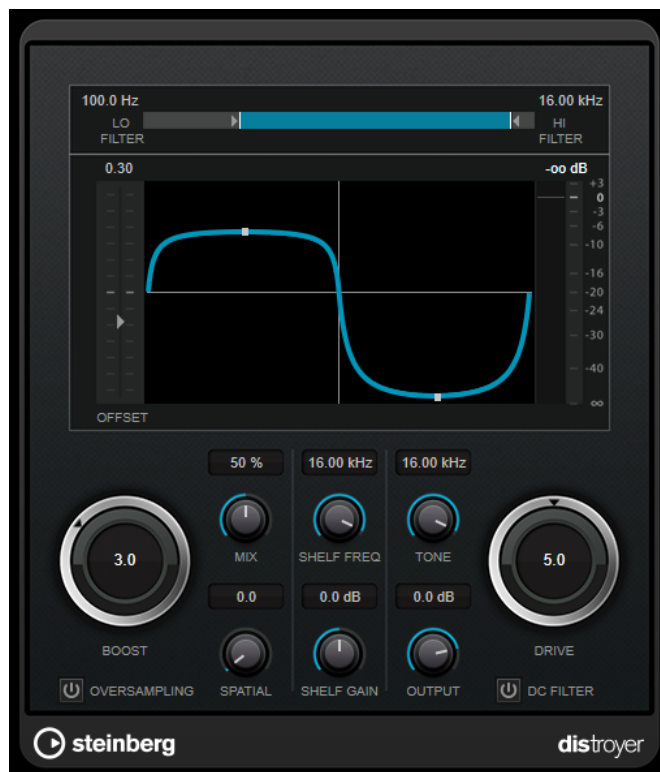 100.0 Hz
16.00 kHz
LO
FILTER
HI
FILTER
0.30
-oo dB
+3
0
-3
-6
-10
-16
-20
-24
-30
-40
∞
OFFSET
50 %
16.00 kHz
16.00 kHz
MIX
SHELF FREQ
TONE
3.0
5.0
0.0
0.0 dB
0.0 dB
BOOST
DRIVE
OVERSAMPLING
SPATIAL
SHELF GAIN
OUTPUT
DC FILTER
steinberg
distroyer